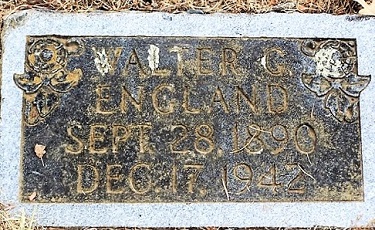 WALTER C.
ENGLAND
SEPT. 28, 1890
DEC. 17, 1942